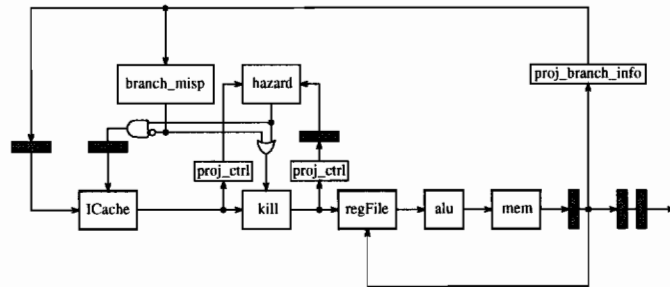 proj_branch_info
branch_misp
hazard
proj_ctrl
proj_ctrl
ICache
kill
regFile
alu
mem